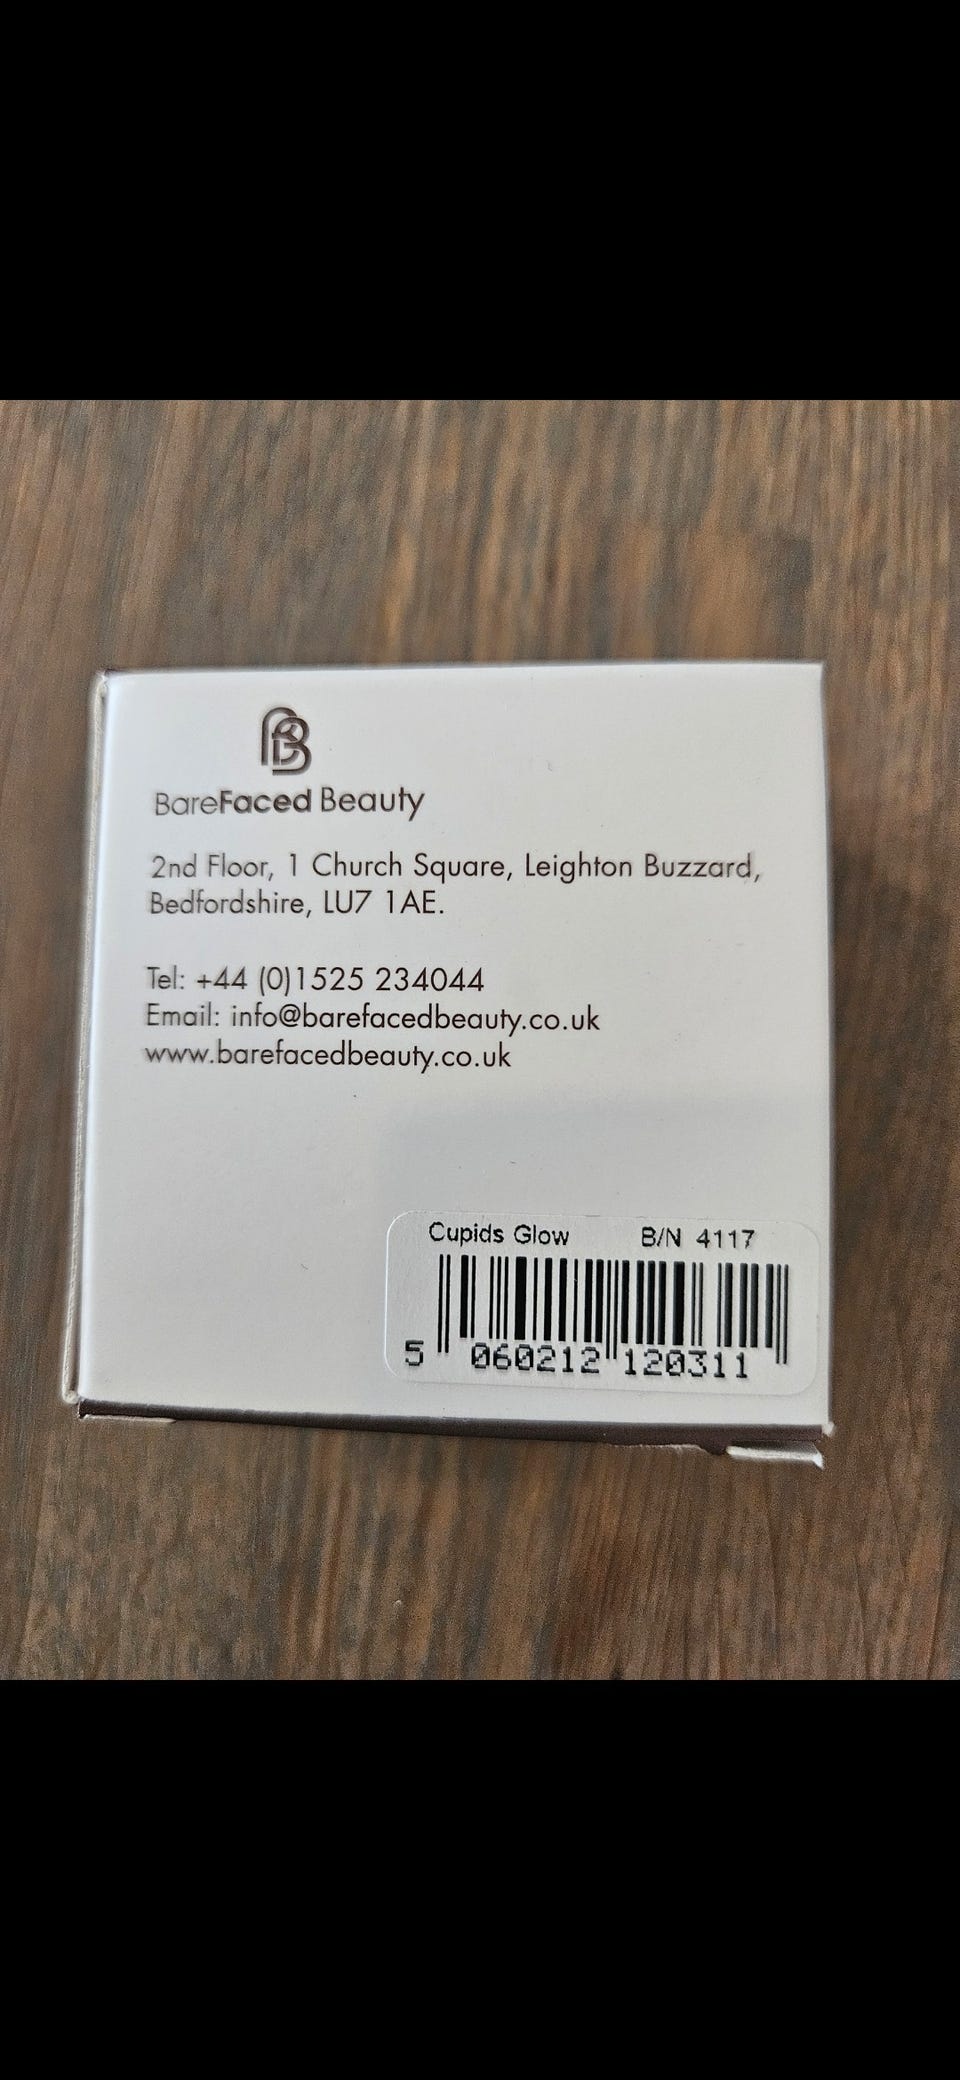 BareFaced Beauty
2nd Floor, 1 Church Square, Leighton Buzzard,
Bedfordshire, LU7 1AE.
Tel: +44 (0)1525 234044
Email: info@barefacedbeauty.co.uk
www.barefacedbeauty.co.uk
Cupids Glow B/N 4117
5 060212 120311